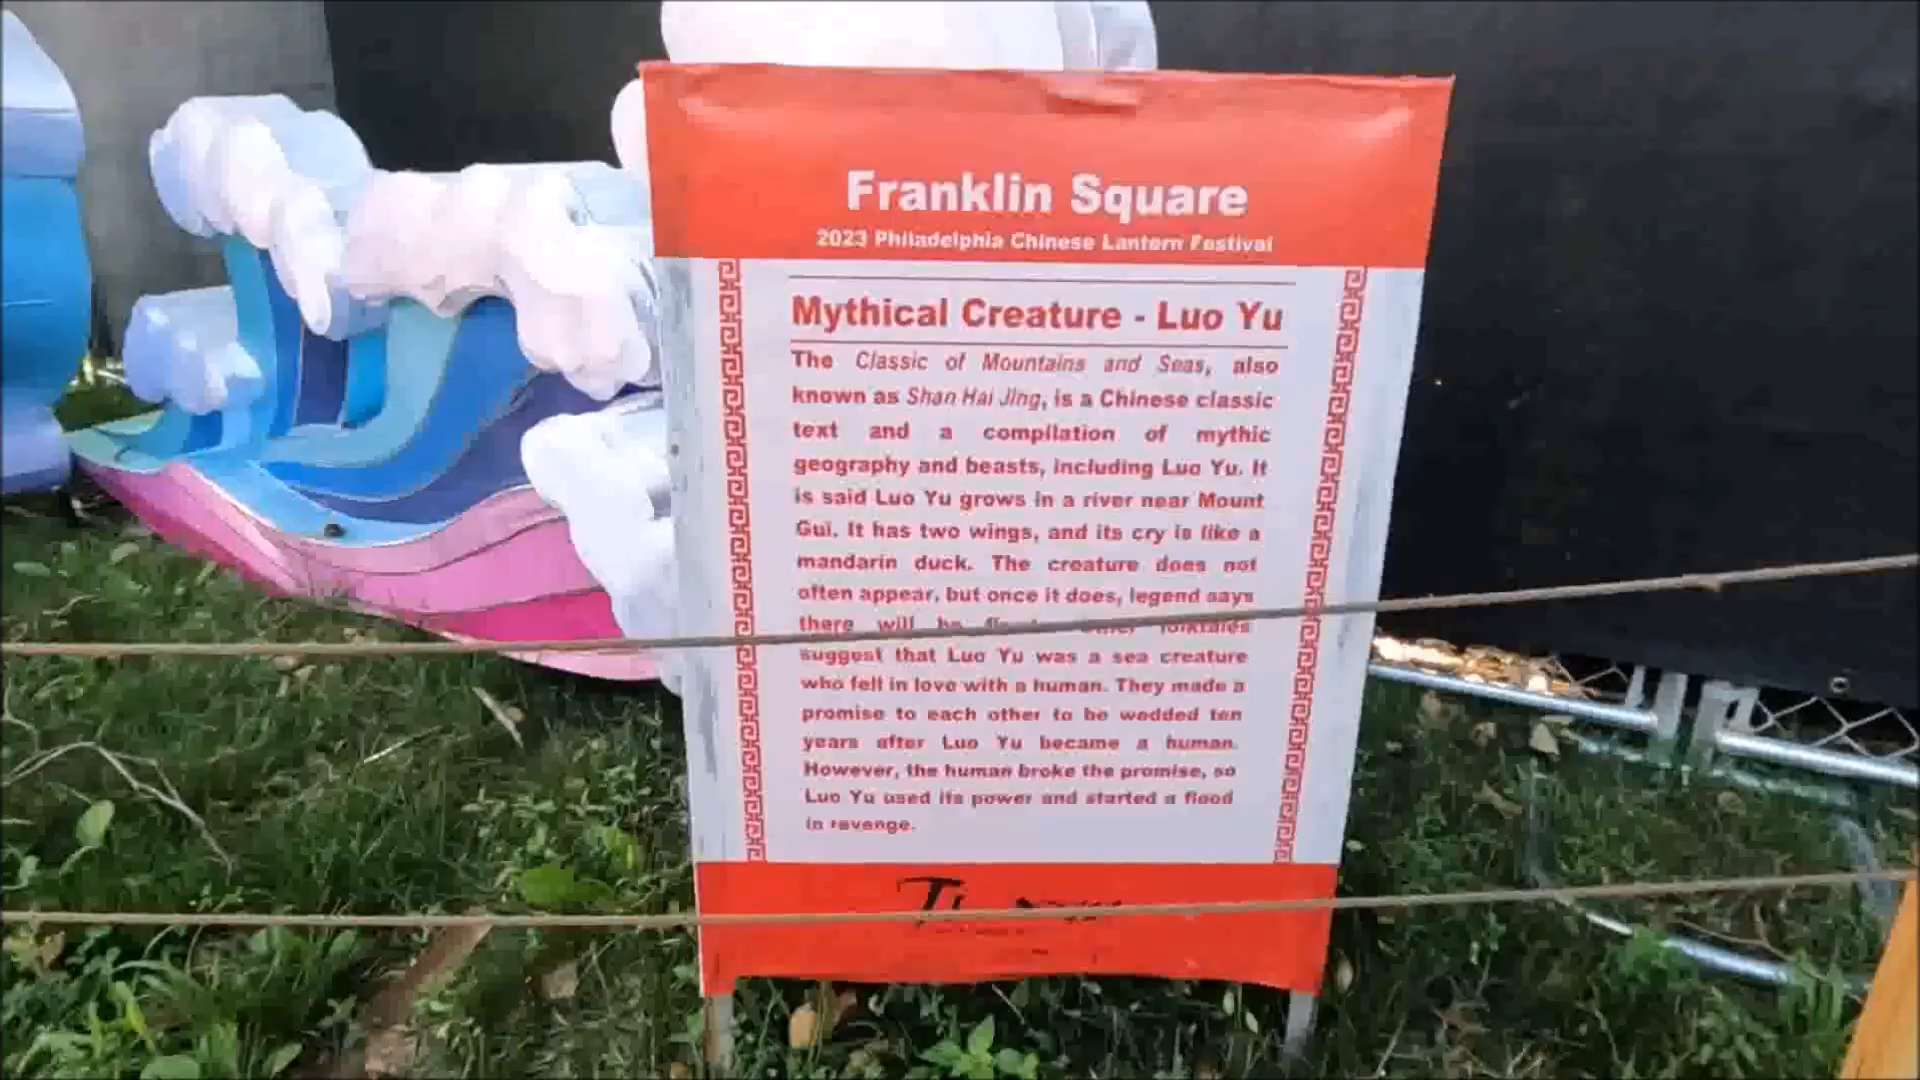 Franklin Square
2023 Philadelphia Chinese Lantern Festival
Mythical Creature - Luo Yu
The Classic of Mountains and Seas, also
known as Shan Hai Jing, is a Chinese classic
text and a compilation of mythic
geography and beasts, including Luo Yu. It
is said Luo Yu grows in a river near Mount
Gui. It has two wings, and its cry is like a
mandarin duck. The creature does not
often appear, but once it does, legend says
there will be folktales
suggest that Luo Yu was a sea creature
who fell in love with a human. They made a
promise to each other to be wedded ten
years after Luo Yu became a human.
However, the human broke the promise, so
Luo Yu used its power and started a flood
in revenge.